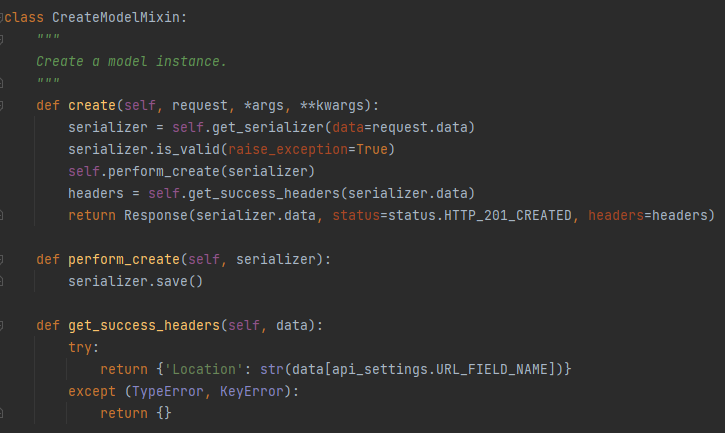 class CreateModelMixin:
    """
    Create a model instance.
    """
    def create(self, request, *args, **kwargs):
        serializer = self.get_serializer(data=request.data)
        serializer.is_valid(raise_exception=True)
        self.perform_create(serializer)
        headers = self.get_success_headers(serializer.data)
        return Response(serializer.data, status=status.HTTP_201_CREATED, headers=headers)

    def perform_create(self, serializer):
        serializer.save()

    def get_success_headers(self, data):
        try:
            return {'Location': str(data[api_settings.URL_FIELD_NAME])}
        except (TypeError, KeyError):
            return {}